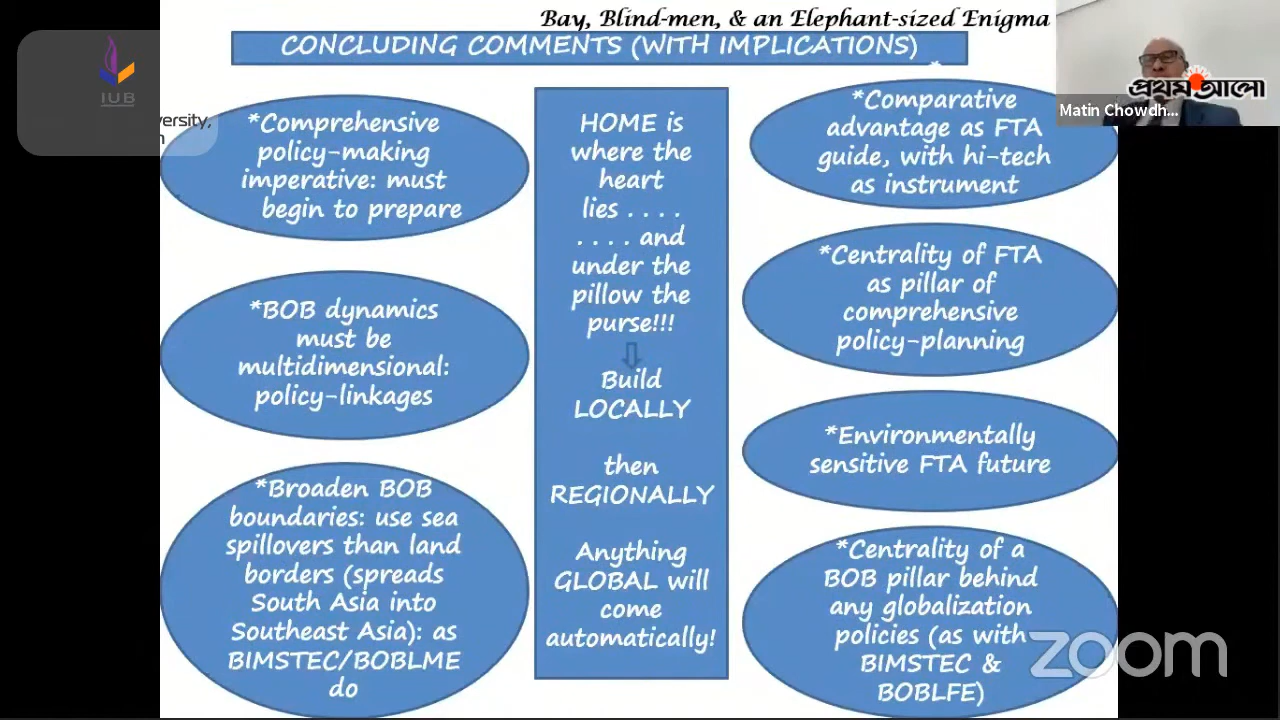 Bay, Blind-men, & an Elephant-sized Enigma
CONCLUDING COMMENTS (WITH IMPLICATIONS)
IUB
versity,
n
*Comprehensive
policy-making
imperative: must
begin to prepare
*BOB dynamics
must be
multidimensional:
policy-linkages
*Broaden BOB
boundaries: use sea
spillovers than land
borders (spreads
South Asia into
Southeast Asia): as
BIMSTEC/BOBLME
do
HOME is
where the
heart
lies . . . .
. . . . and
under the
pillow the
purse!!!
Build
LOCALLY
then
REGIONALLY
Anything
GLOBAL will
come
automatically!
*
*Comparative
advantage as FTA
guide, with hi-tech
as instrument
*Centrality of FTA
as pillar of
comprehensive
policy-planning
*Environmentally
sensitive FTA future
*Centrality of a
BOB pillar behind
any globalization
policies (as with
BIMSTEC &
BOBLFE)
প্রথম আলো
Matin Chowdh...
zoom